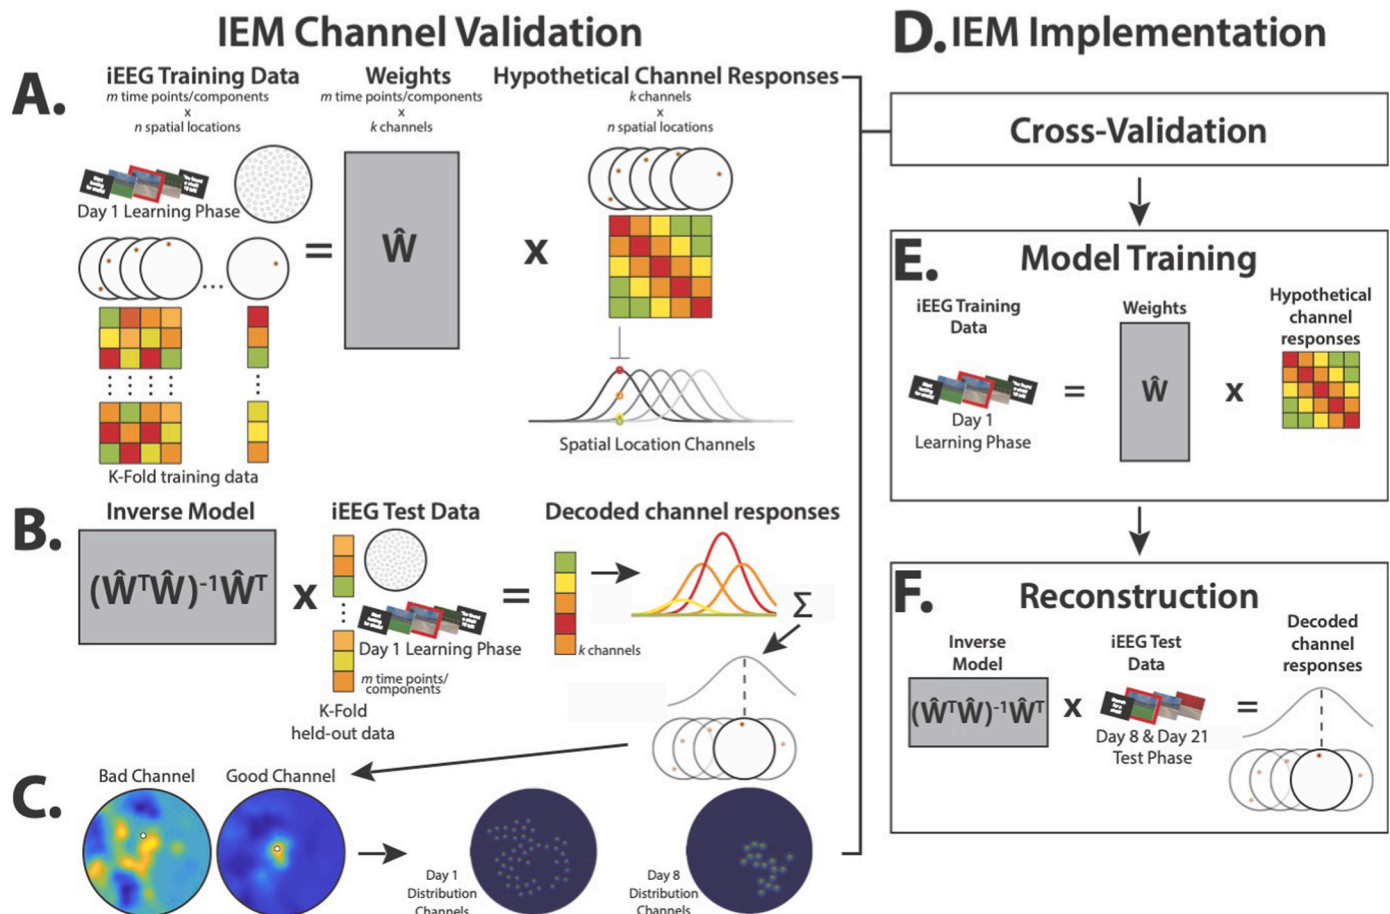 IEM Channel Validation
A.
iEEG Training Data
m time points/components
x
n spatial locations
Weights
m time points/components
x
k channels
Hypothetical Channel Responses
k channels
x
n spatial locations
Day 1 Learning Phase
...
=
Ŵ
x
K-Fold training data
Spatial Location Channels
B.
Inverse Model
(ŴᵀŴ)⁻¹Ŵᵀ
x
iEEG Test Data
Day 1 Learning Phase
m time points/
components
K-Fold
held-out data
=
Decoded channel responses
k channels
Σ
C.
Bad Channel
Good Channel
Day 1
Distribution
Channels
Day 8
Distribution
Channels
D. IEM Implementation
Cross-Validation
E.
Model Training
iEEG Training
Data
Day 1
Learning Phase
=
Weights
Ŵ
x
Hypothetical
channel
responses
F.
Reconstruction
Inverse
Model
(ŴᵀŴ)⁻¹Ŵᵀ
x
iEEG Test
Data
Day 8 & Day 21
Test Phase
=
Decoded
channel
responses